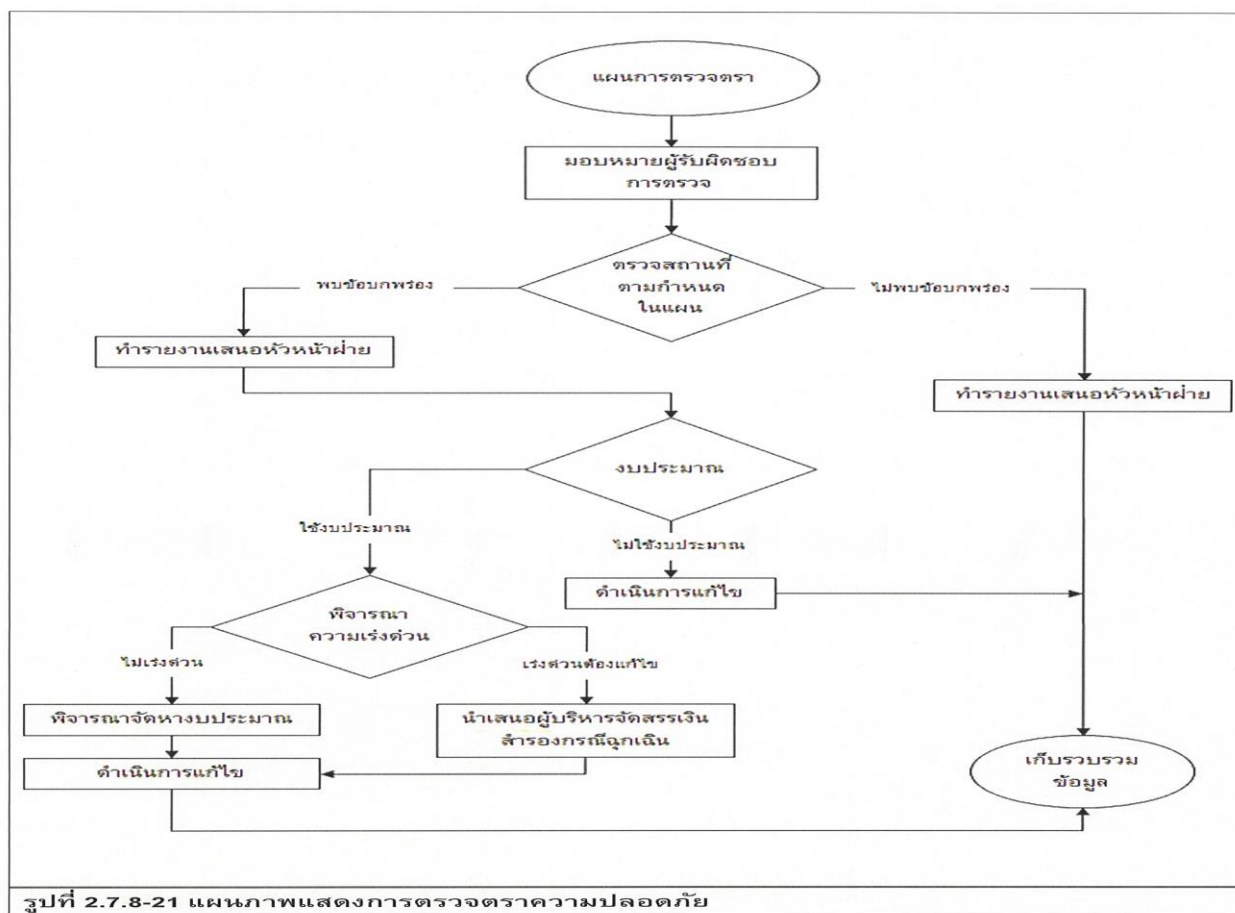 แผนการตรวจตรา
มอบหมายผู้รับผิดชอบ
การตรวจ
ตรวจสถานที่
ตามกำหนด
ในแผน
พบข้อบกพร่อง
ไม่พบข้อบกพร่อง
ทำรายงานเสนอหัวหน้าฝ่าย
ทำรายงานเสนอหัวหน้าฝ่าย
งบประมาณ
ใช้งบประมาณ
ไม่ใช้งบประมาณ
ดำเนินการแก้ไข
พิจารณา
ความเร่งด่วน
ไม่เร่งด่วน
เร่งด่วนต้องแก้ไข
พิจารณาจัดหางบประมาณ
นำเสนอผู้บริหารจัดสรรเงิน
สำรองกรณีฉุกเฉิน
ดำเนินการแก้ไข
เก็บรวบรวม
ข้อมูล
รูปที่ 2.7.8-21 แผนภาพแสดงการตรวจตราความปลอดภัย